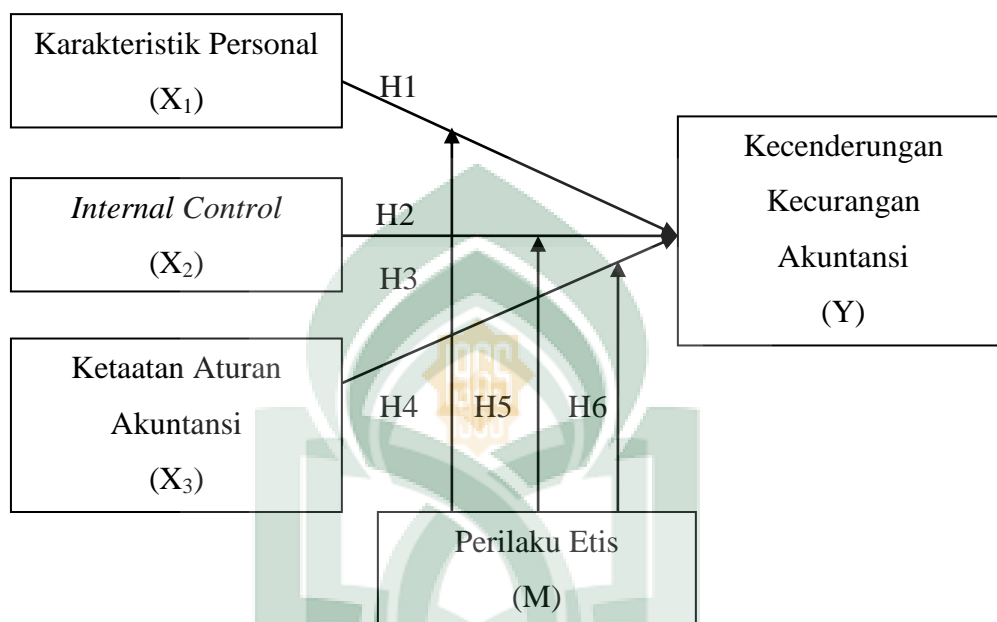 Karakteristik Personal
(X₁)
H1
Internal Control
(X₂)
H2
H3
Ketaatan Aturan
Akuntansi
(X₃)
H4 H5 H6
Kecenderungan
Kecurangan
Akuntansi
(Y)
Perilaku Etis
(M)